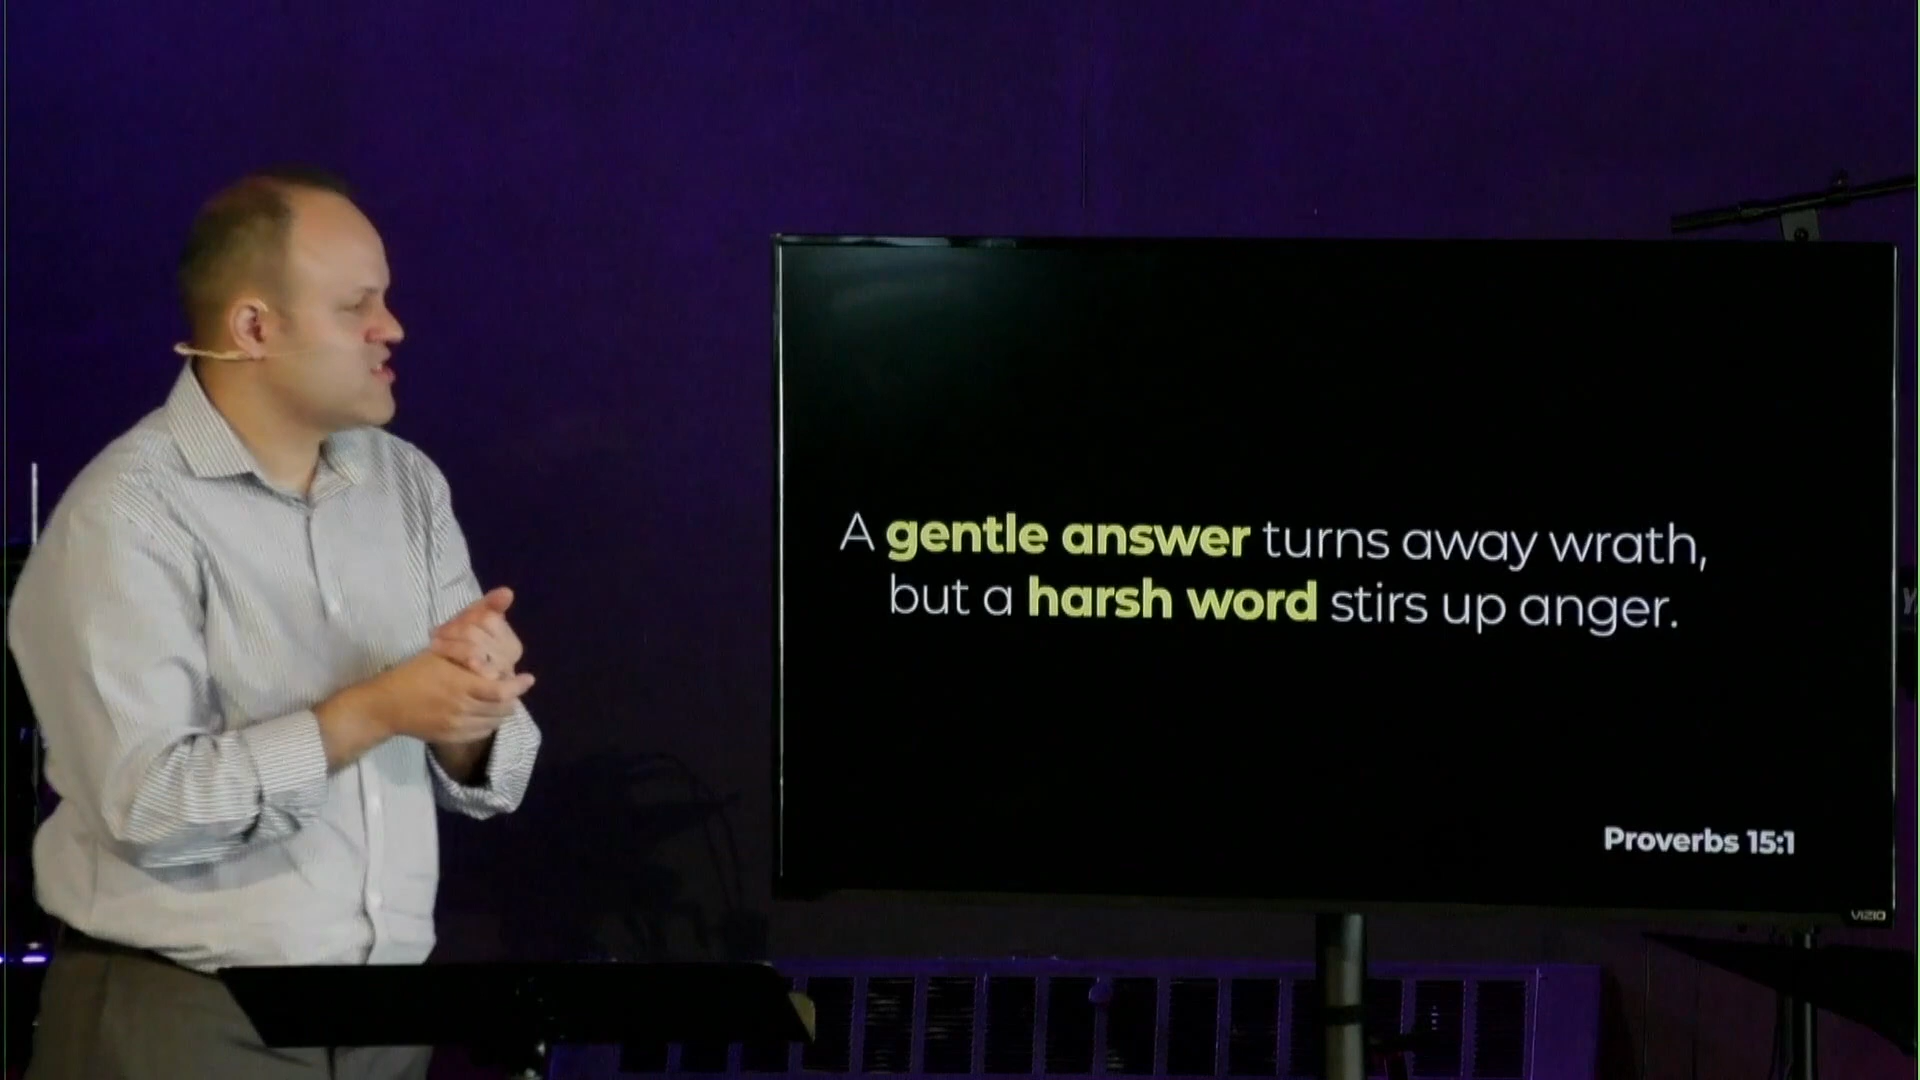 A gentle answer turns away wrath,
but a harsh word stirs up anger.
Proverbs 15:1
VIZIO